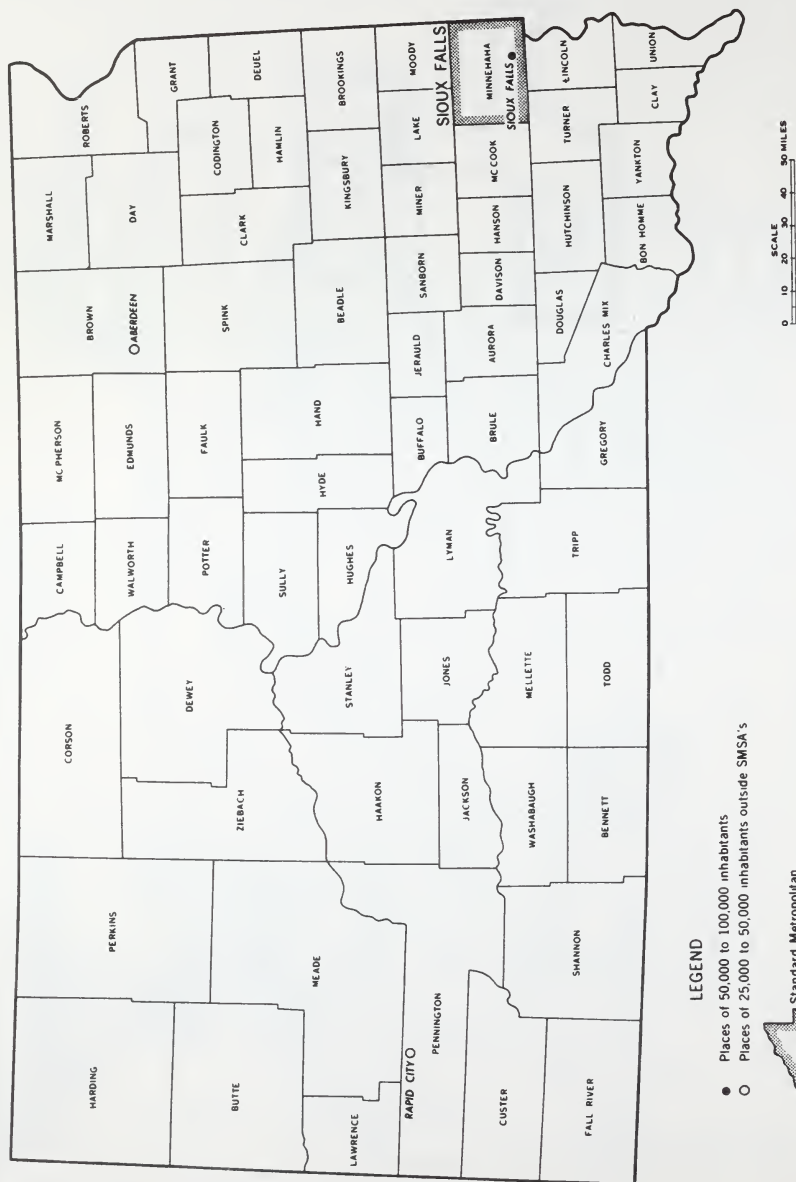 HARDING
PERKINS
CORSON
CAMPBELL
MC PHERSON
BROWN
MARSHALL
ROBERTS
BUTTE
MEADE
ZIEBACH
DEWEY
WALWORTH
EDMUNDS
ABERDEEN
DAY
GRANT
POTTER
FAULK
SPINK
CLARK
CODINGTON
DEUEL
HAMLIN
LAWRENCE
RAPID CITY
PENNINGTON
HAAKON
STANLEY
SULLY
HYDE
HAND
BEADLE
KINGSBURY
BROOKINGS
HUGHES
CUSTER
FALL RIVER
SHANNON
JACKSON
JONES
LYMAN
BUFFALO
JERAULD
SANBORN
MINER
LAKE
MOODY
SIOUX FALLS
WASHABAUGH
MELLETTE
BRULE
AURORA
DAVISON
HANSON
MC COOK
MINNEHAHA
SIOUX FALLS
BENNETT
TODD
TRIPP
GREGORY
CHARLES MIX
DOUGLAS
HUTCHINSON
TURNER
LINCOLN
BON HOMME
YANKTON
CLAY
UNION
LEGEND
Places of 50,000 to 100,000 inhabitants
Places of 25,000 to 50,000 inhabitants outside SMSA's
Standard Metropolitan
SCALE
0 10 20 30 40 50 MILES